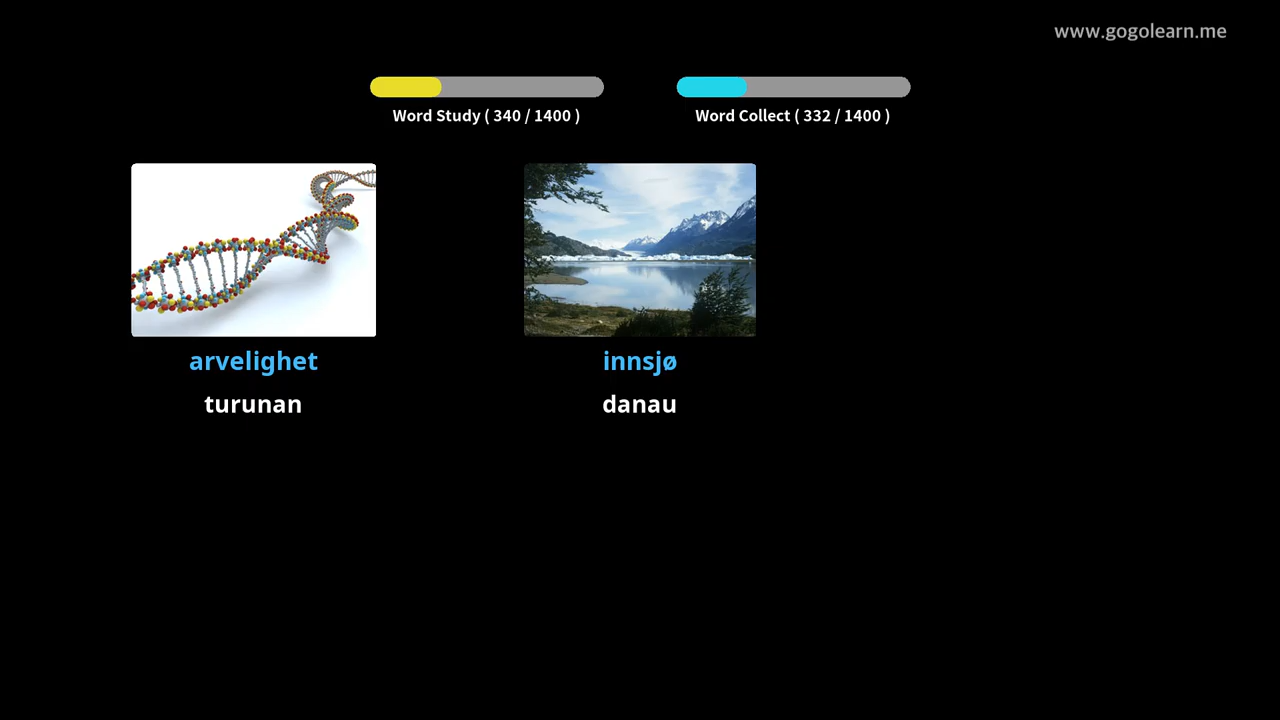 www.gogolearn.me
Word Study ( 340 / 1400 )
Word Collect ( 332 / 1400 )
arvelighet
turunan
innsjø
danau